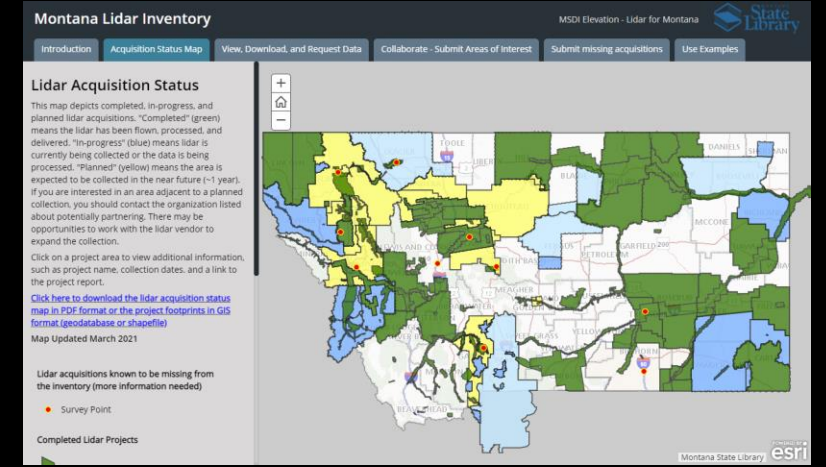 Montana Lidar Inventory
MSDI Elevation - Lidar for Montana
State
Library
Introduction
Acquisition Status Map
View, Download, and Request Data
Collaborate - Submit Areas of Interest
Submit missing acquisitions
Use Examples
Lidar Acquisition Status
This map depicts completed, in-progress, and
planned lidar acquisitions. "Completed" (green)
means the lidar has been flown, processed, and
delivered. "In-progress" (blue) means lidar is
currently being collected or the data is being
processed. "Planned" (yellow) means the area is
expected to be collected in the near future (~1 year).
If you are interested in an area adjacent to a planned
collection, you should contact the organization listed
about potentially partnering. There may be
opportunities to work with the lidar vendor to
expand the collection.
Click on a project area to view additional information,
such as project name, collection dates, and a link to
the project report.
Click here to download the lidar acquisition status
map in PDF format or the project footprints in GIS
format (geodatabase or shapefile)
Map Updated March 2021
Lidar acquisitions known to be missing from
the inventory (more information needed)
Survey Point
Completed Lidar Projects
+
−
DANIELS
MCCONE
GARFIELD
MEAGHER
Montana State Library
POWERED BY
esri